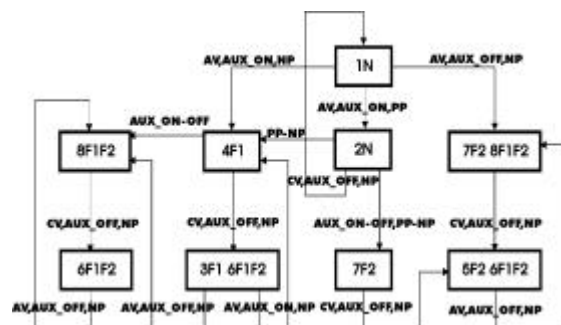 1N
AV,AUX_ON,NP
AV,AUX_OFF,NP
AV,AUX_ON,PP
AUX_ON-OFF
PP-NP
8F1F2
4F1
2N
7F2 8F1F2
CV,AUX_OFF,NP
CV,AUX_OFF,NP
CV,AUX_OFF,NP
AUX_ON-OFF,PP-NP
CV,AUX_OFF,NP
6F1F2
3F1 6F1F2
7F2
5F2 6F1F2
AV,AUX_OFF,NP
AV,AUX_OFF,NP
AV,AUX_ON,NP
CV,AUX_OFF,NP
AV,AUX_OFF,NP